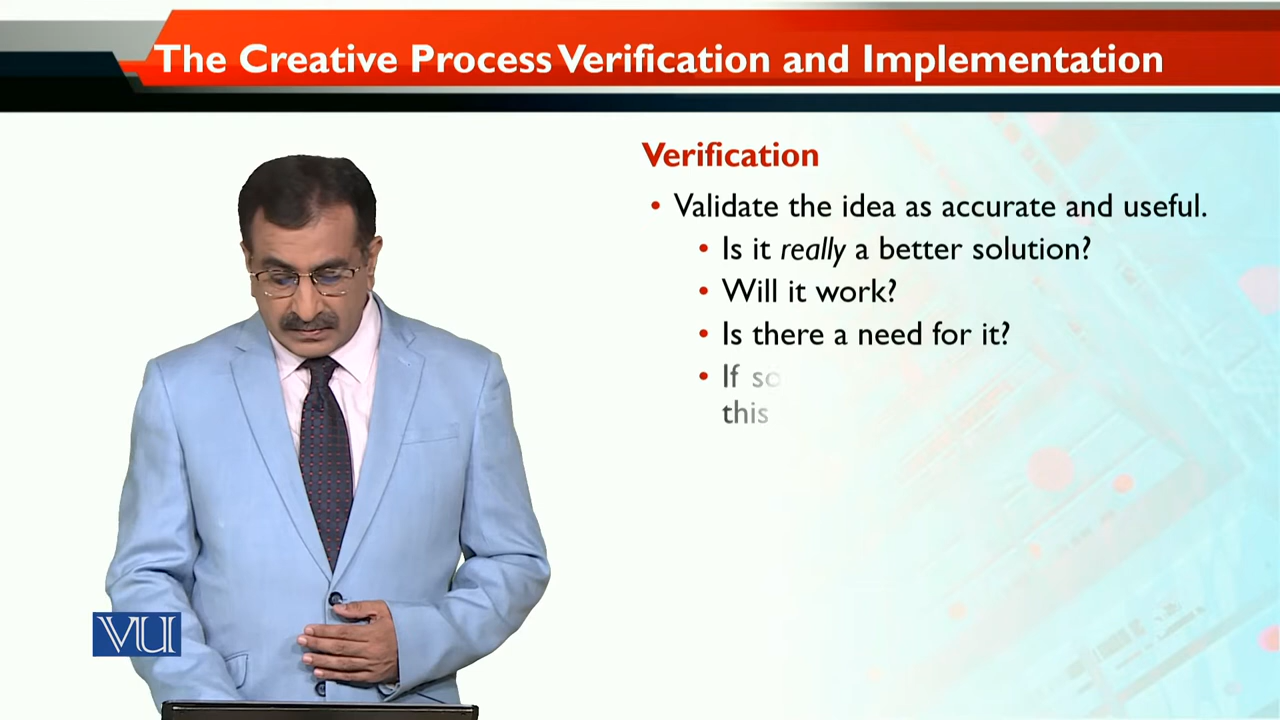 The Creative Process Verification and Implementation
Verification
• Validate the idea as accurate and useful.
• Is it really a better solution?
• Will it work?
• Is there a need for it?
• If so
this
VU